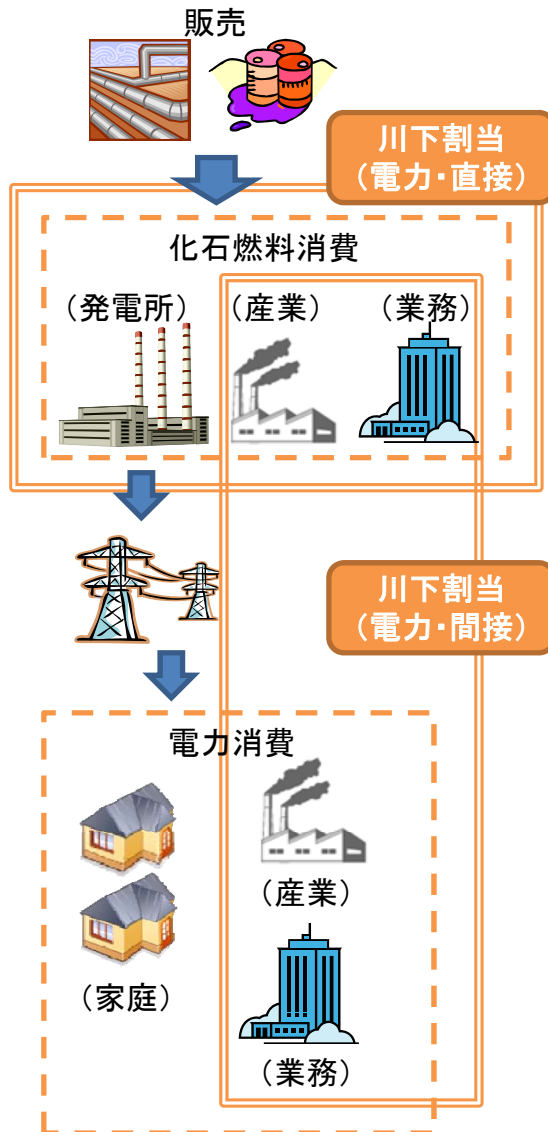 販売
川下割当
（電力・直接）
化石燃料消費
（発電所）
（産業）
（業務）
川下割当
（電力・間接）
電力消費
（産業）
（家庭）
（業務）